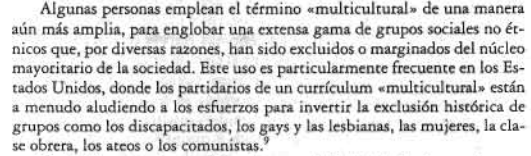 Algunas personas emplean el término «multicultural» de una manera
aún más amplia, para englobar una extensa gama de grupos sociales no ét-
nicos que, por diversas razones, han sido excluidos o marginados del núcleo
mayoritario de la sociedad. Este uso es particularmente frecuente en los Es-
tados Unidos, donde los partidarios de un currículum «multicultural» están
a menudo aludiendo a los esfuerzos para invertir la exclusión histórica de
grupos como los discapacitados, los gays y las lesbianas, las mujeres, la cla-
se obrera, los ateos o los comunistas.⁹